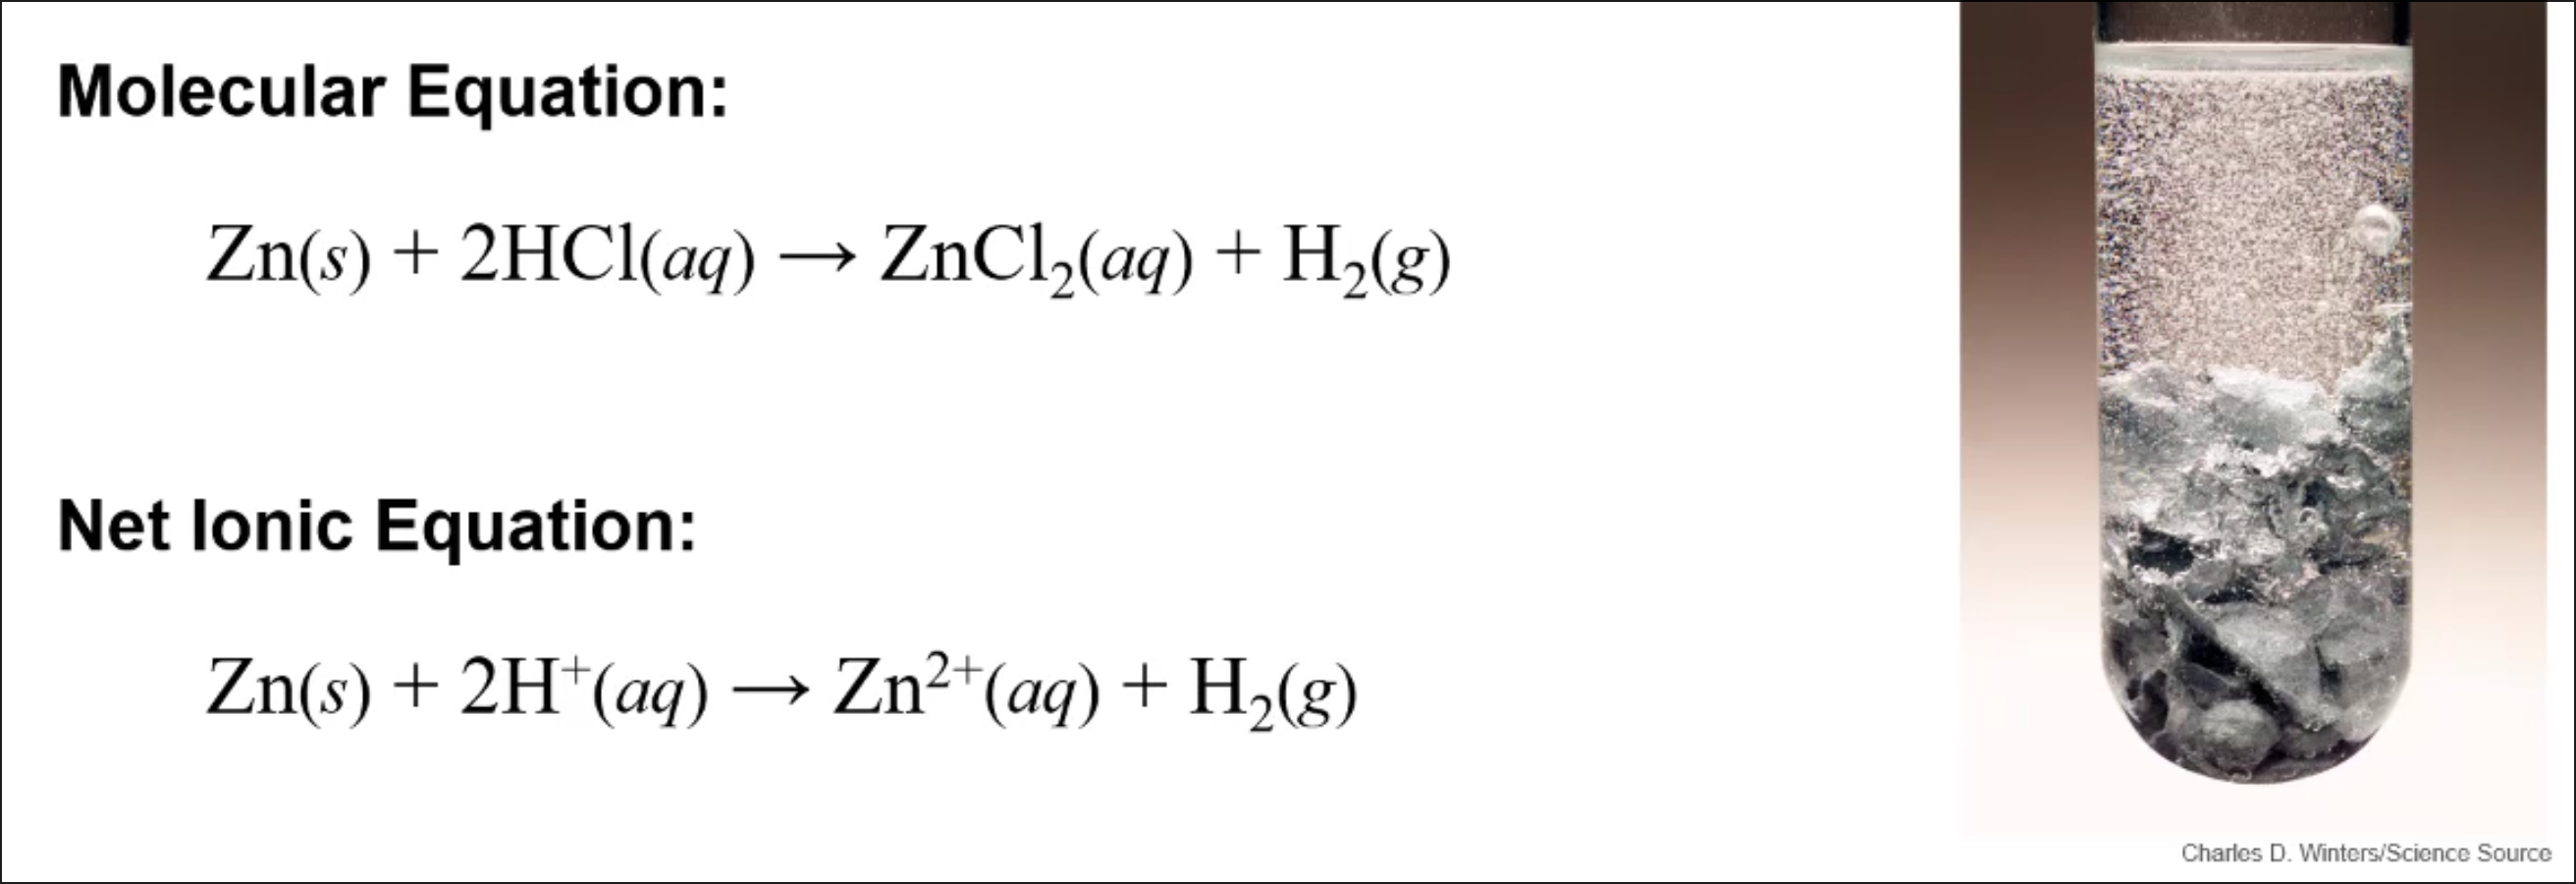 Molecular Equation:
Zn(s) + 2HCl(aq) → ZnCl₂(aq) + H₂(g)
Net Ionic Equation:
Zn(s) + 2H⁺(aq) → Zn²⁺(aq) + H₂(g)
Charles D. Winters/Science Source